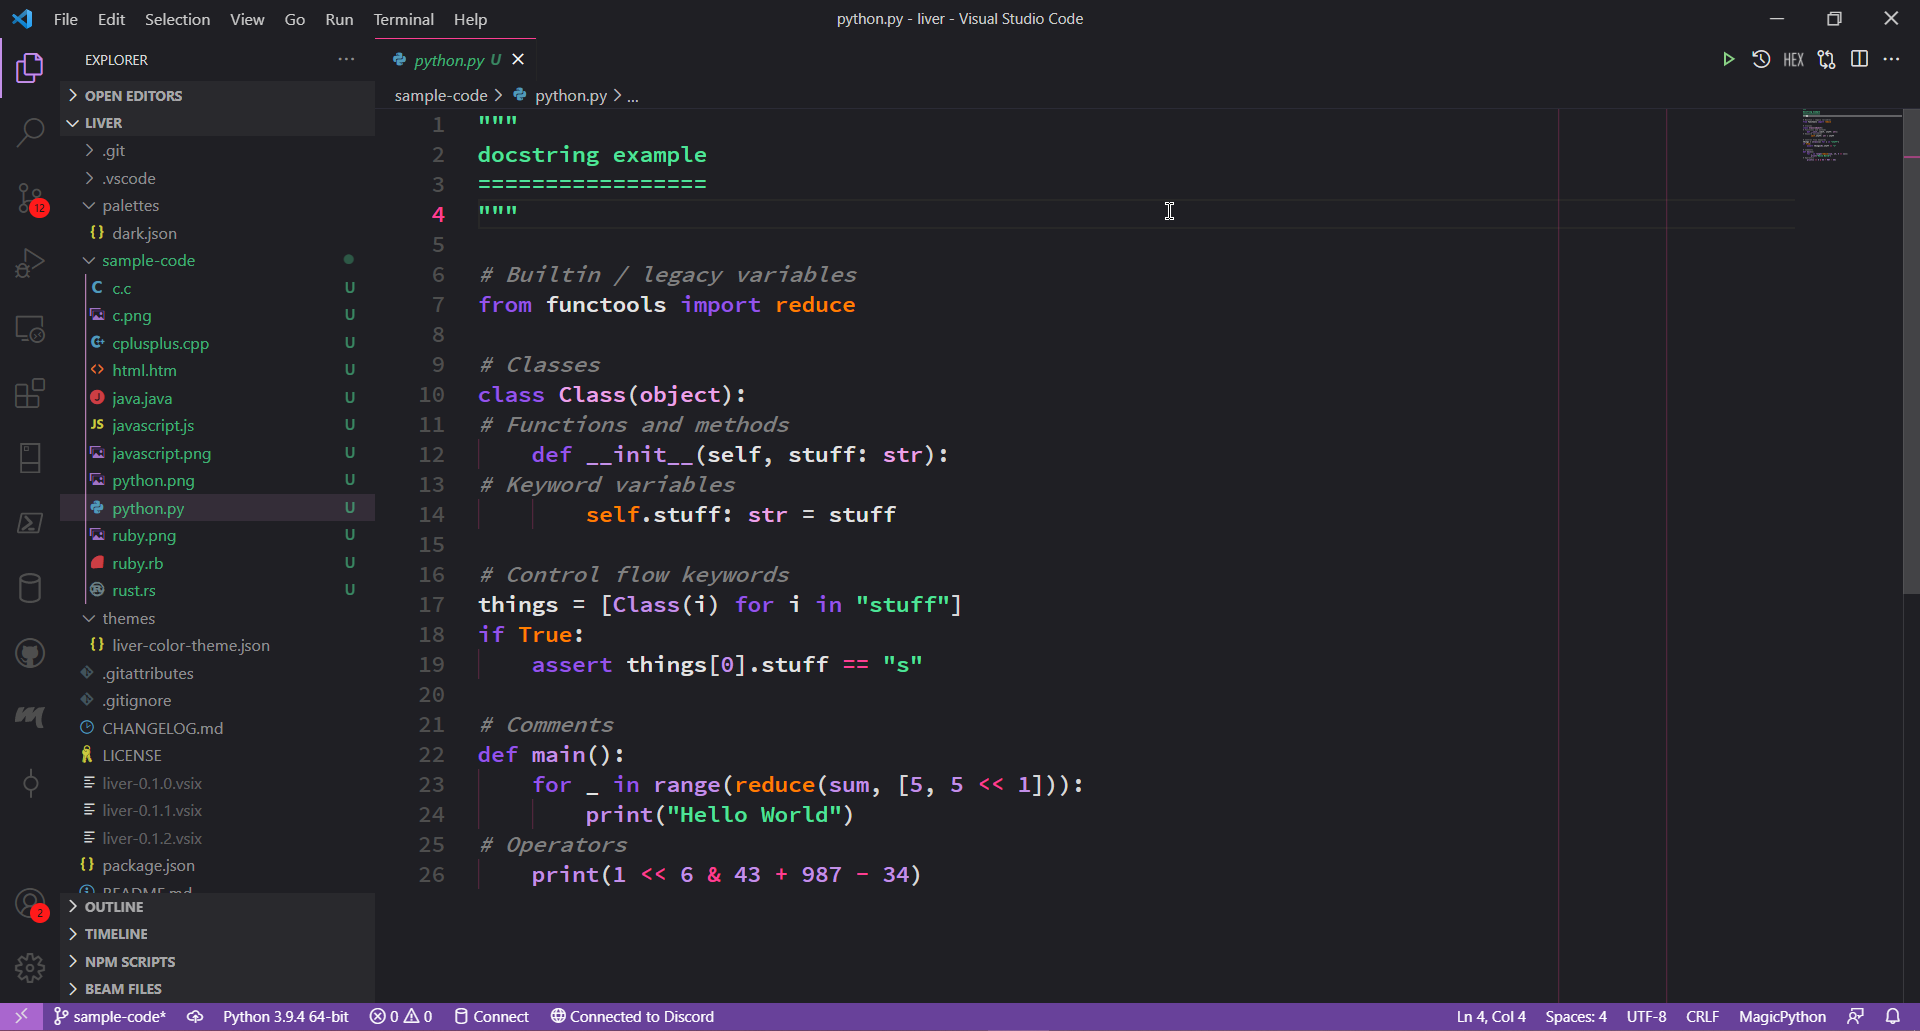 File Edit Selection View Go Run Terminal Help
python.py - liver - Visual Studio Code
EXPLORER
python.py U
HEX
OPEN EDITORS
sample-code > python.py > ...
LIVER
.git
.vscode
palettes
{} dark.json
sample-code
C c.c U
c.png U
cplusplus.cpp U
<> html.htm U
J java.java U
JS javascript.js U
javascript.png U
python.png U
python.py U
ruby.png U
ruby.rb U
rust.rs U
themes
{} liver-color-theme.json
.gitattributes
.gitignore
CHANGELOG.md
LICENSE
liver-0.1.0.vsix
liver-0.1.1.vsix
liver-0.1.2.vsix
{} package.json
README.md
OUTLINE
TIMELINE
NPM SCRIPTS
BEAM FILES
12
2
1 """
2 docstring example
3 =================
4 """
5
6 # Builtin / legacy variables
7 from functools import reduce
8
9 # Classes
10 class Class(object):
11 # Functions and methods
12     def __init__(self, stuff: str):
13 # Keyword variables
14         self.stuff: str = stuff
15
16 # Control flow keywords
17 things = [Class(i) for i in "stuff"]
18 if True:
19     assert things[0].stuff == "s"
20
21 # Comments
22 def main():
23     for _ in range(reduce(sum, [5, 5 << 1])):
24         print("Hello World")
25 # Operators
26     print(1 << 6 & 43 + 987 - 34)
sample-code* Python 3.9.4 64-bit 0 0 Connect Connected to Discord Ln 4, Col 4 Spaces: 4 UTF-8 CRLF MagicPython